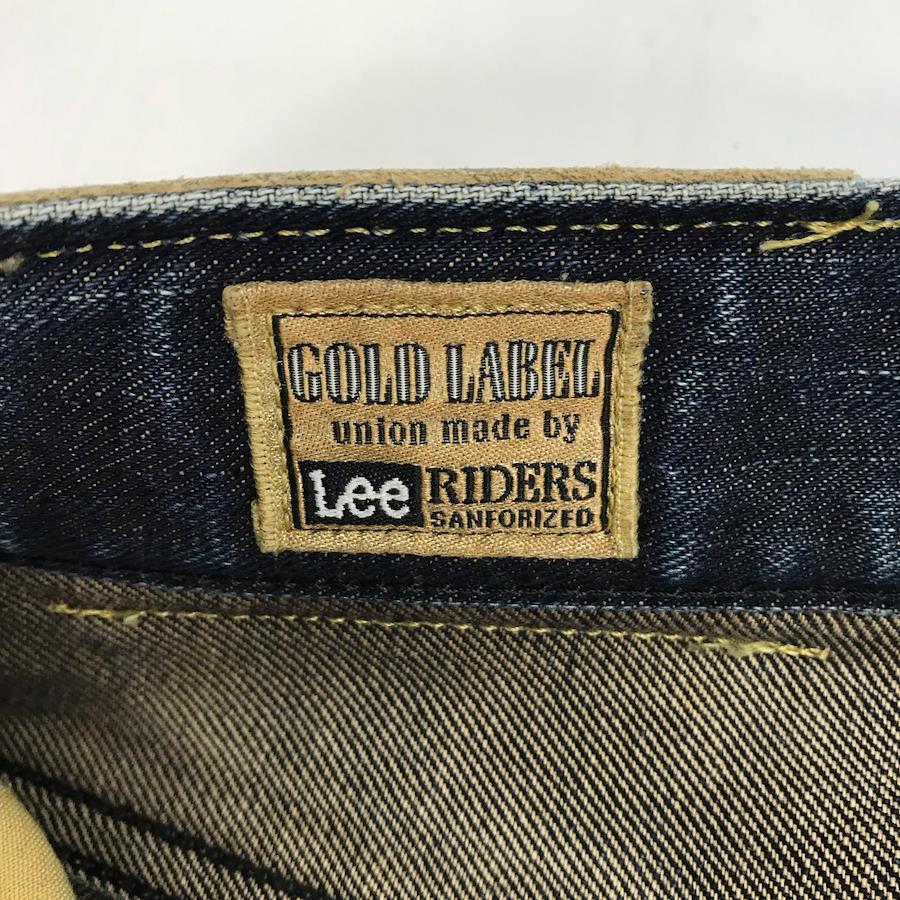 GOLD LABEL
union made by
Lee RIDERS
SANFORIZED